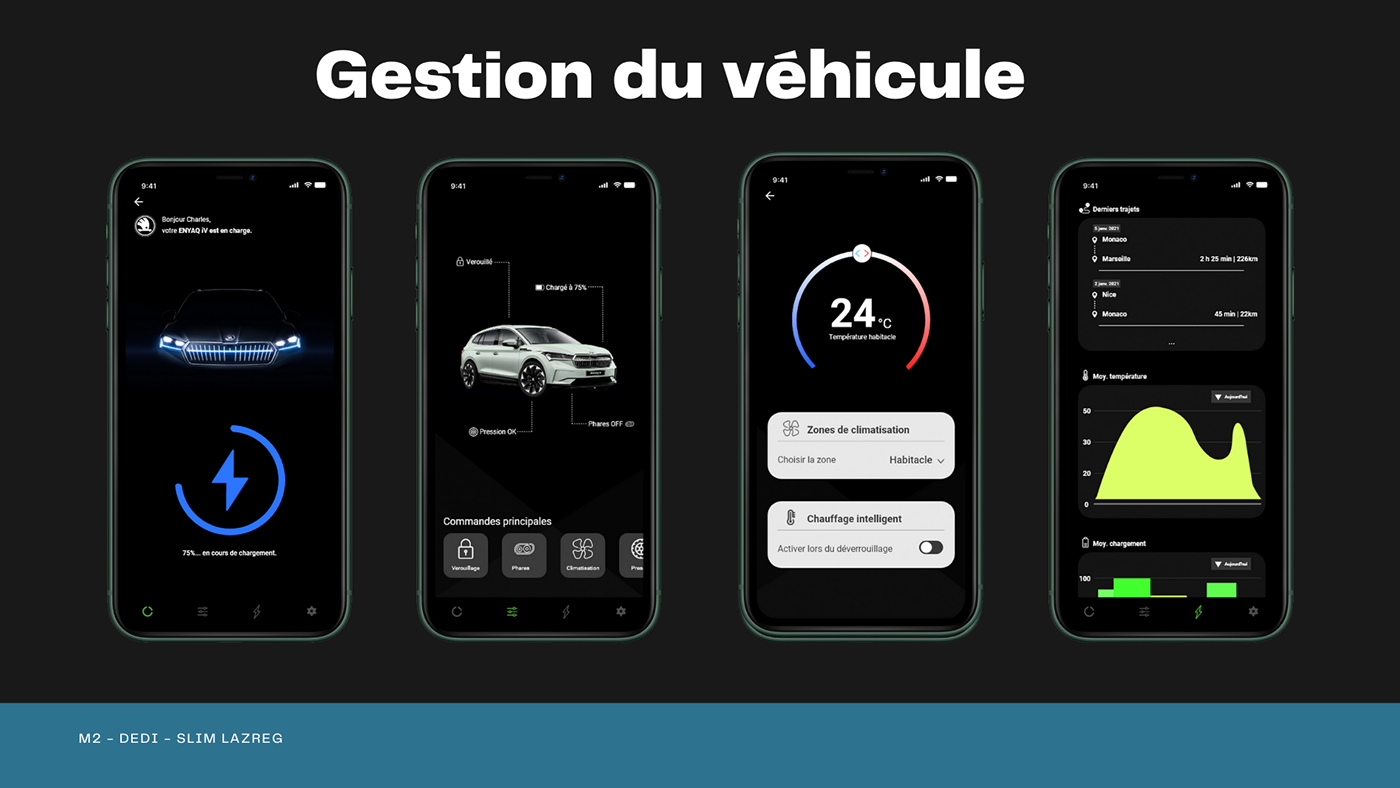 Gestion du véhicule
9:41
Bonjour Charles,
votre ENYAQ iV est en charge.
75%... en cours de chargement.
9:41
Verouillé
Chargé à 75%
Phares OFF
Pression OK
Commandes principales
Verouillage
Phares
Climatisation
Pres
9:41
24°C
Température habitacle
Zones de climatisation
Choisir la zone
Habitacle
Chauffage intelligent
Activer lors du déverrouillage
9:41
Derniers trajets
5 janv. 2021
Monaco
Marseille 2 h 25 min | 226km
2 janv. 2021
Nice
Monaco 45 min | 22km
...
Moy. température
Aujourd'hui
50
30
20
0
Moy. chargement
Aujourd'hui
100
M2 - DEDI - SLIM LAZREG